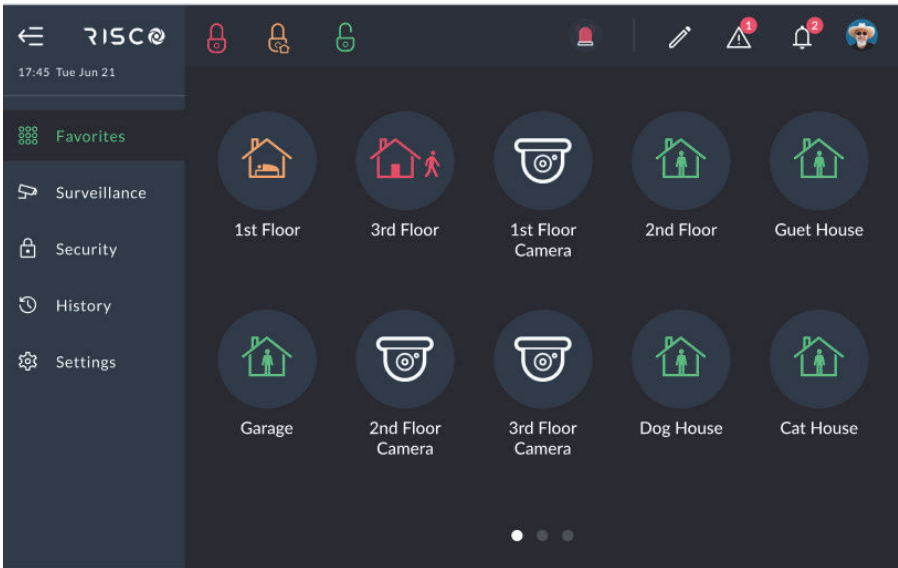 RISCO
1
2
17:45 Tue Jun 21
Favorites
Surveillance
Security
History
Settings
1st Floor
3rd Floor
1st Floor
Camera
2nd Floor
Guet House
Garage
2nd Floor
Camera
3rd Floor
Camera
Dog House
Cat House